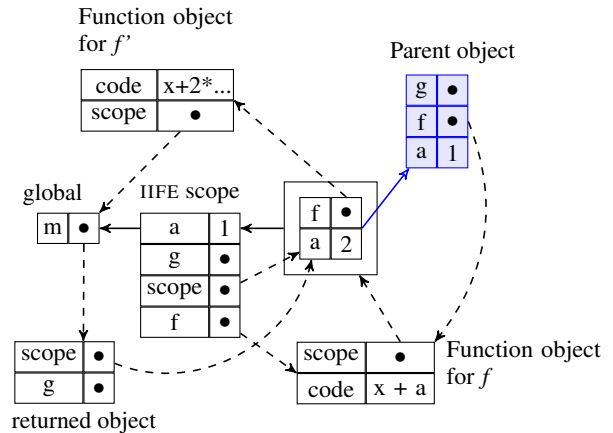 Function object
for f'
code x+2*...
scope •
Parent object
g •
f •
a 1
global
m •
IIFE scope
a 1
g •
scope •
f •
f •
a 2
scope •
g •
returned object
scope •
code x + a
Function object
for f